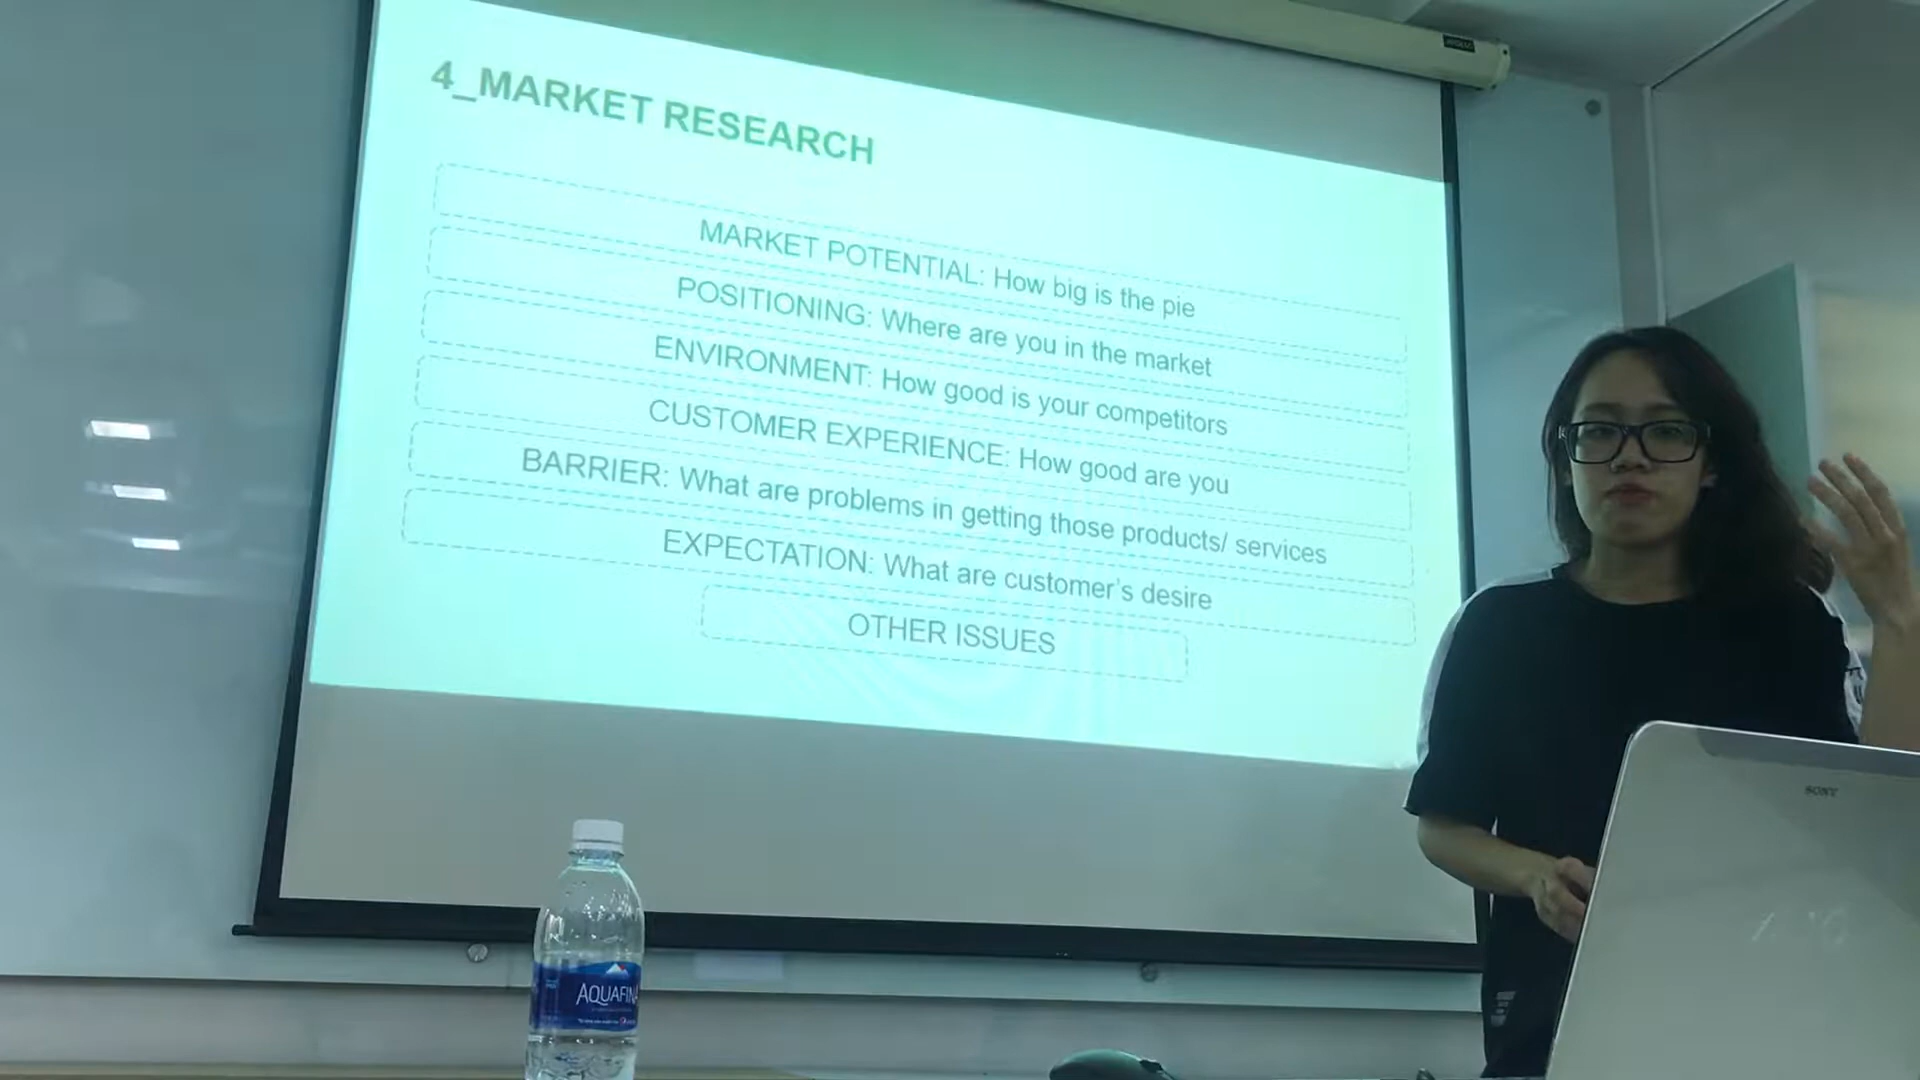 4_MARKET RESEARCH
MARKET POTENTIAL: How big is the pie
POSITIONING: Where are you in the market
ENVIRONMENT: How good is your competitors
CUSTOMER EXPERIENCE: How good are you
BARRIER: What are problems in getting those products/ services
EXPECTATION: What are customer's desire
OTHER ISSUES
SONY
AQUAFINA